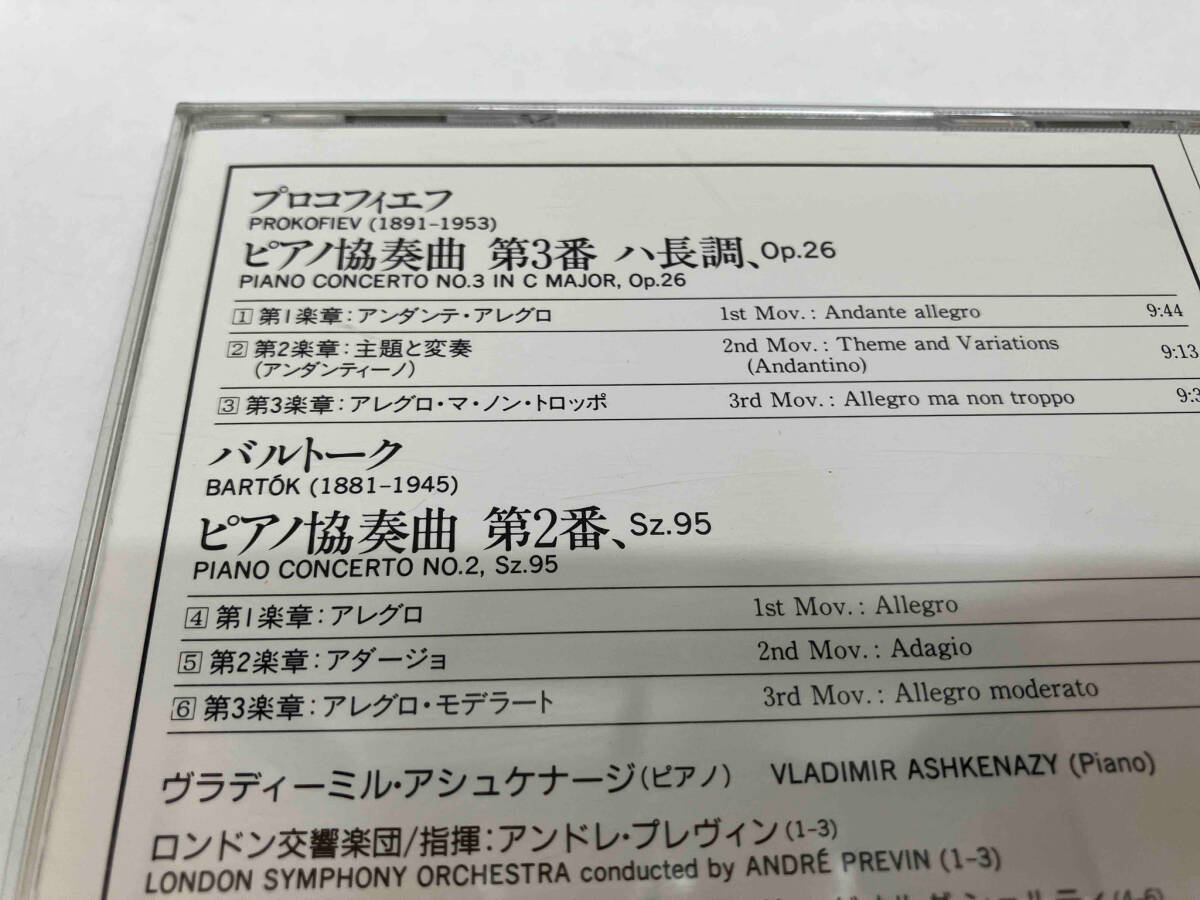 プロコフィエフ
PROKOFIEV (1891-1953)
ピアノ協奏曲 第3番 ハ長調、Op.26
PIANO CONCERTO NO.3 IN C MAJOR, Op.26
1 第1楽章：アンダンテ・アレグロ 1st Mov. : Andante allegro 9:44
2 第2楽章：主題と変奏 2nd Mov. : Theme and Variations 9:13
(アンダンティーノ) (Andantino)
3 第3楽章：アレグロ・マ・ノン・トロッポ 3rd Mov. : Allegro ma non troppo 9:3
バルトーク
BARTÓK (1881-1945)
ピアノ協奏曲 第2番、Sz.95
PIANO CONCERTO NO.2, Sz.95
4 第1楽章：アレグロ 1st Mov. : Allegro
5 第2楽章：アダージョ 2nd Mov. : Adagio
6 第3楽章：アレグロ・モデラート 3rd Mov. : Allegro moderato
ヴラディーミル・アシュケナージ(ピアノ) VLADIMIR ASHKENAZY (Piano)
ロンドン交響楽団/指揮：アンドレ・プレヴィン(1-3)
LONDON SYMPHONY ORCHESTRA conducted by ANDRÉ PREVIN (1-3)